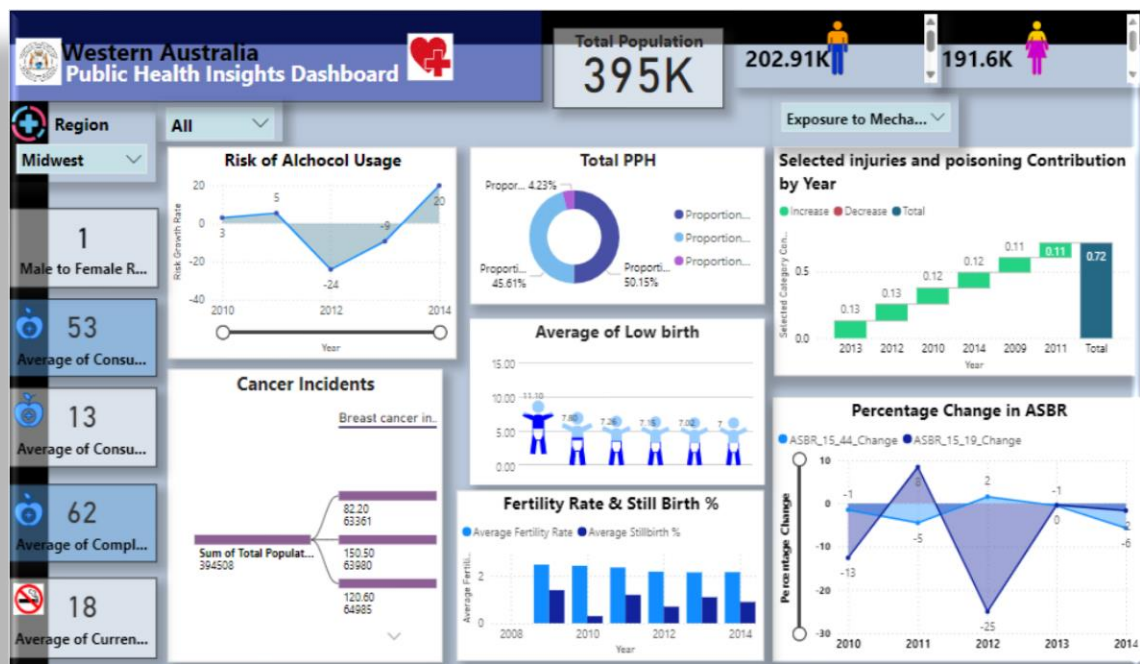 Western Australia
Public Health Insights Dashboard
Total Population
395K
202.91K
191.6K
Region
All
Exposure to Mecha...
Midwest
1
Male to Female R...
53
Average of Consu...
13
Average of Consu...
62
Average of Compl...
18
Average of Curren...
Risk of Alchocol Usage
Risk Growth Rate
20
0
-20
-40
3
5
-24
-9
20
2010
2012
2014
Year
Total PPH
Propor... 4.23%
Proporti...
45.61%
Proporti...
50.15%
Proportion...
Proportion...
Proportion...
Selected injuries and poisoning Contribution
by Year
Increase Decrease Total
Selected Category Con...
0.5
0.0
0.13
0.13
0.12
0.12
0.11
0.11
0.72
2013 2012 2010 2014 2009 2011 Total
Year
Cancer Incidents
Breast cancer in..
Sum of Total Populat...
394508
82.20
63361
150.50
63980
120.60
64985
Average of Low birth
15.00
10.00
5.00
0.00
11.10
7.26
7.02
7
Fertility Rate & Still Birth %
Average Fertility Rate Average Stillbirth %
Average Fertili...
2
0
2008 2010 2012 2014
Year
Percentage Change in ASBR
ASBR_15_44_Change ASBR_15_19_Change
Percentage Change
10
0
-10
-20
-30
-1
-13
-5
2
-25
-1
0
-2
-6
2010 2011 2012 2013 2014